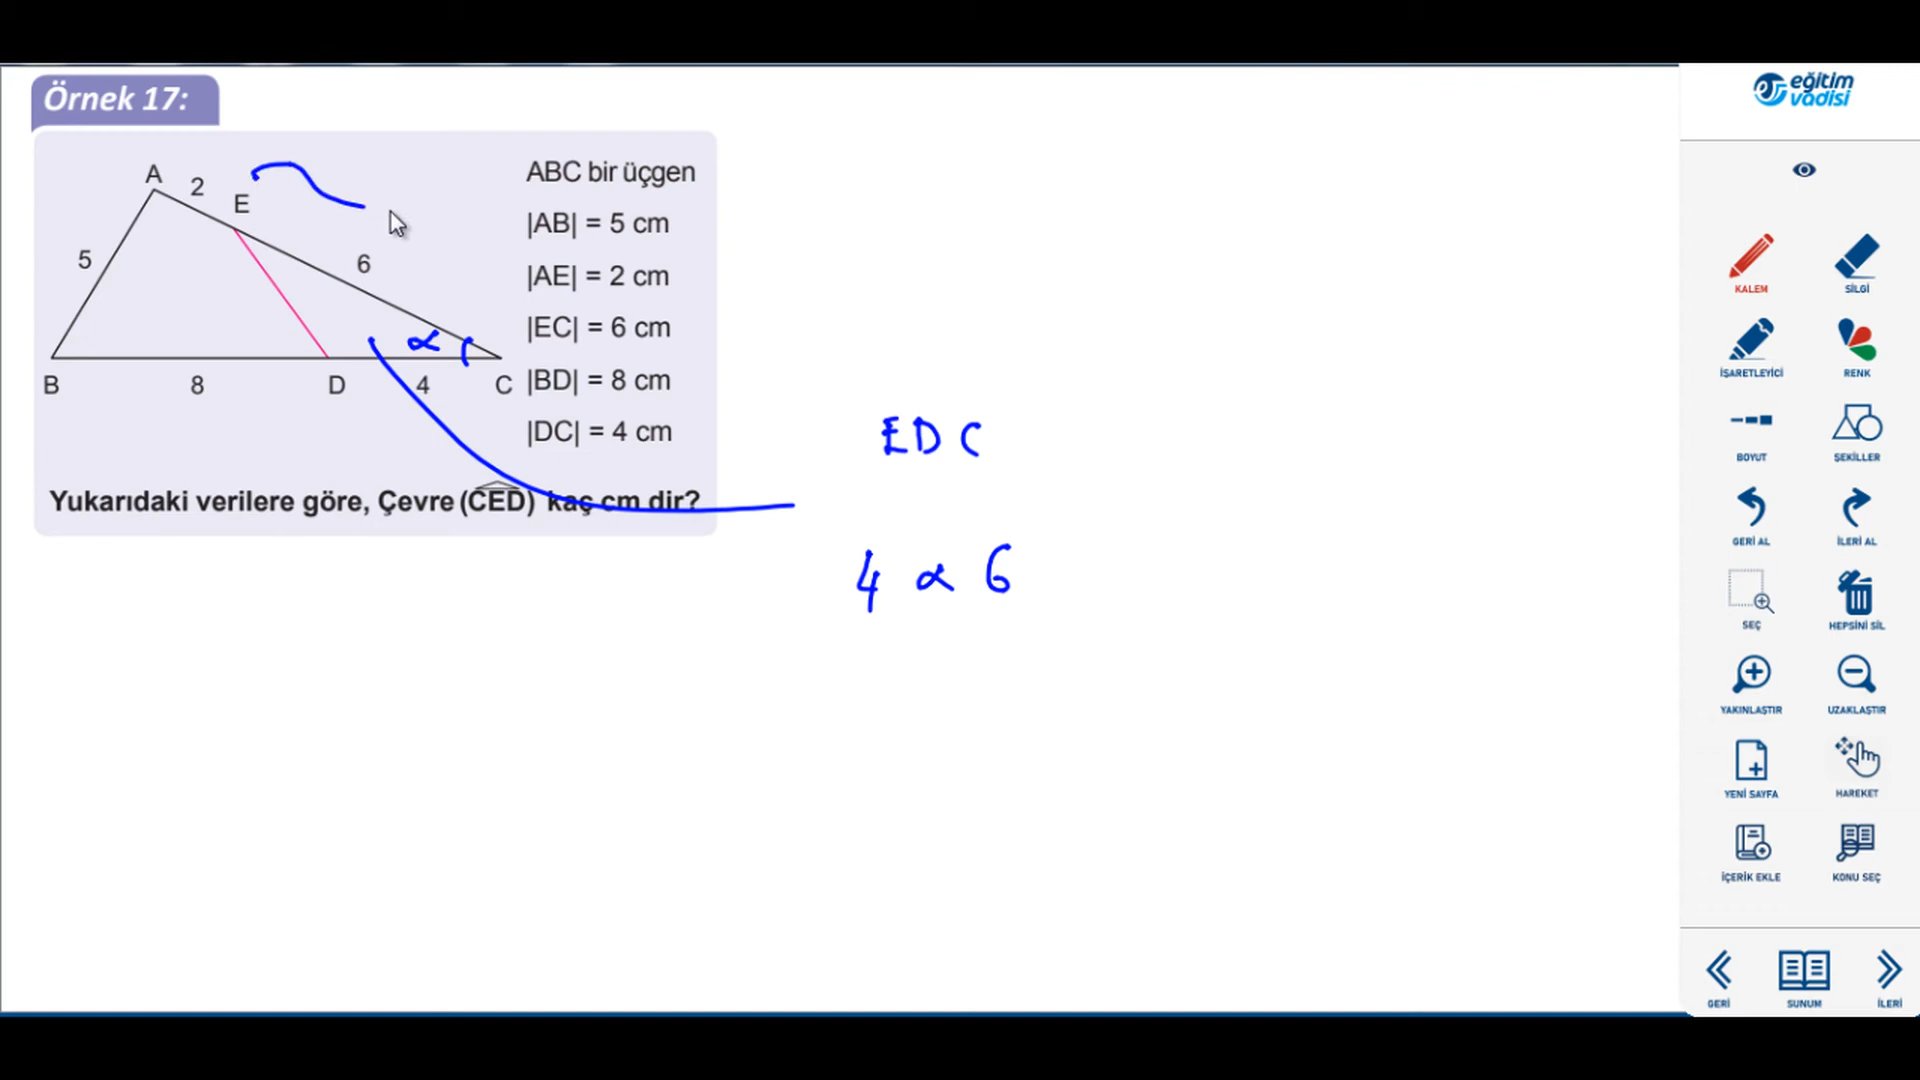 Örnek 17:
A
2
E
5
6
α
B
8
D
4
C
ABC bir üçgen
|AB| = 5 cm
|AE| = 2 cm
|EC| = 6 cm
|BD| = 8 cm
|DC| = 4 cm
Yukarıdaki verilere göre, Çevre (CED) kaç cm dir?
EDC
4 α 6
eğitim
vadisi
KALEM
SİLGİ
İŞARETLEYİCİ
RENK
BOYUT
ŞEKİLLER
GERİ AL
İLERİ AL
SEÇ
HEPSİNİ SİL
YAKINLAŞTIR
UZAKLAŞTIR
YENİ SAYFA
HAREKET
İÇERİK EKLE
KONU SEÇ
GERİ
SUNUM
İLERİ